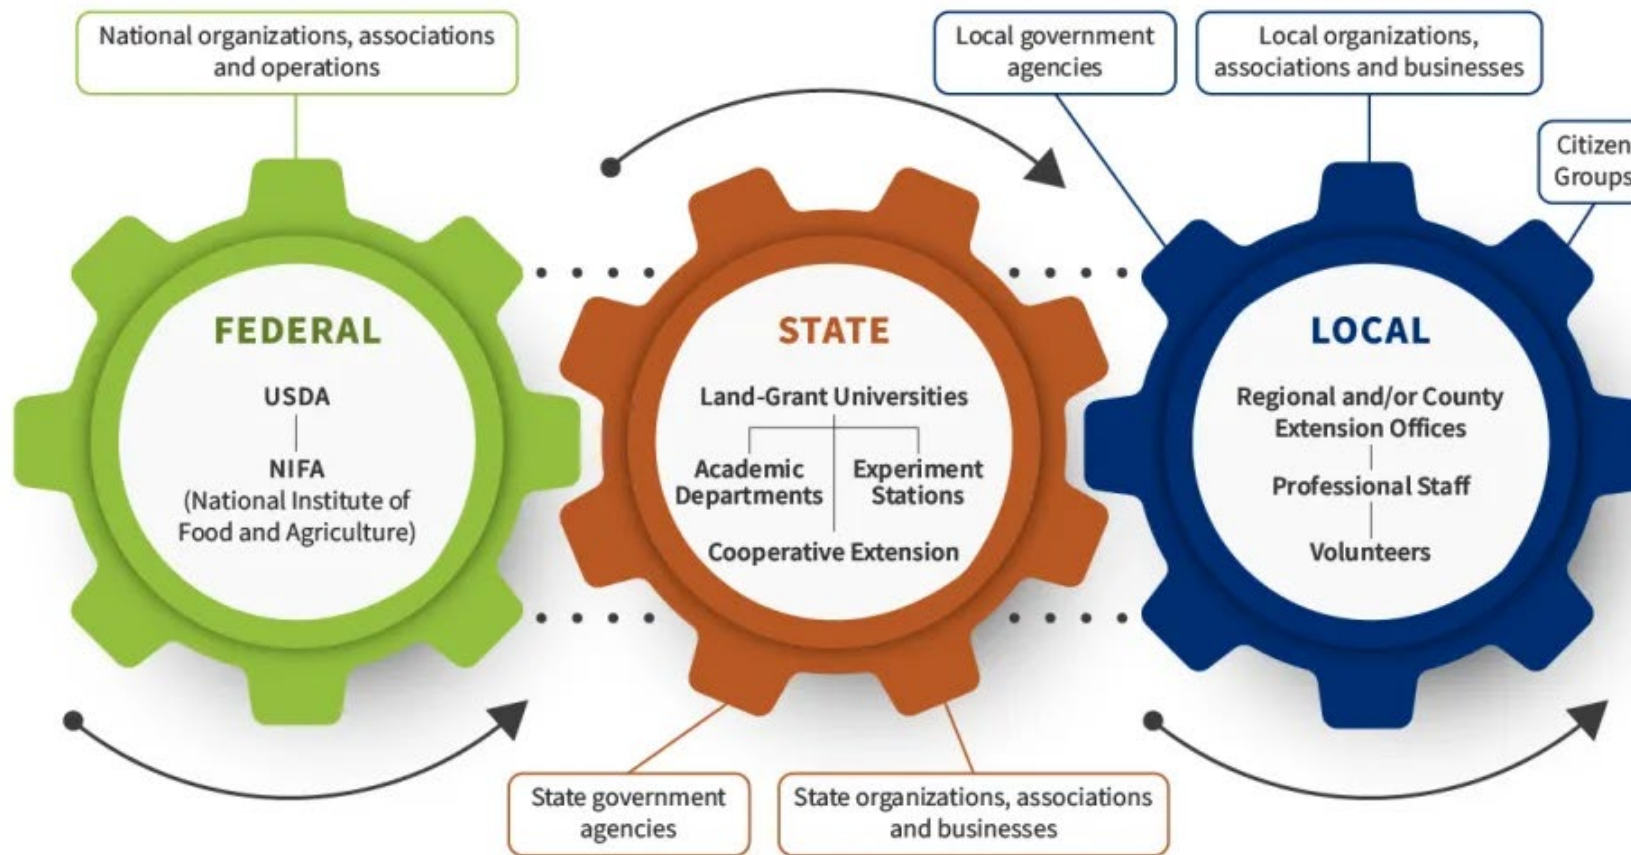 National organizations, associations
and operations
Local government
agencies
Local organizations,
associations and businesses
Citizen
Groups
FEDERAL
USDA
NIFA
(National Institute of
Food and Agriculture)
STATE
Land-Grant Universities
Academic
Departments
Experiment
Stations
Cooperative Extension
LOCAL
Regional and/or County
Extension Offices
Professional Staff
Volunteers
State government
agencies
State organizations, associations
and businesses